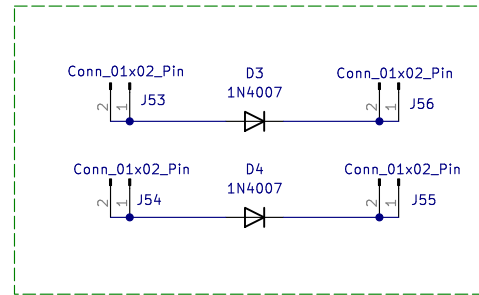 Conn_01x02_Pin D3 Conn_01x02_Pin
1N4007
2 1 J53 2 1 J56
Conn_01x02_Pin D4 Conn_01x02_Pin
1N4007
2 1 J54 2 1 J55